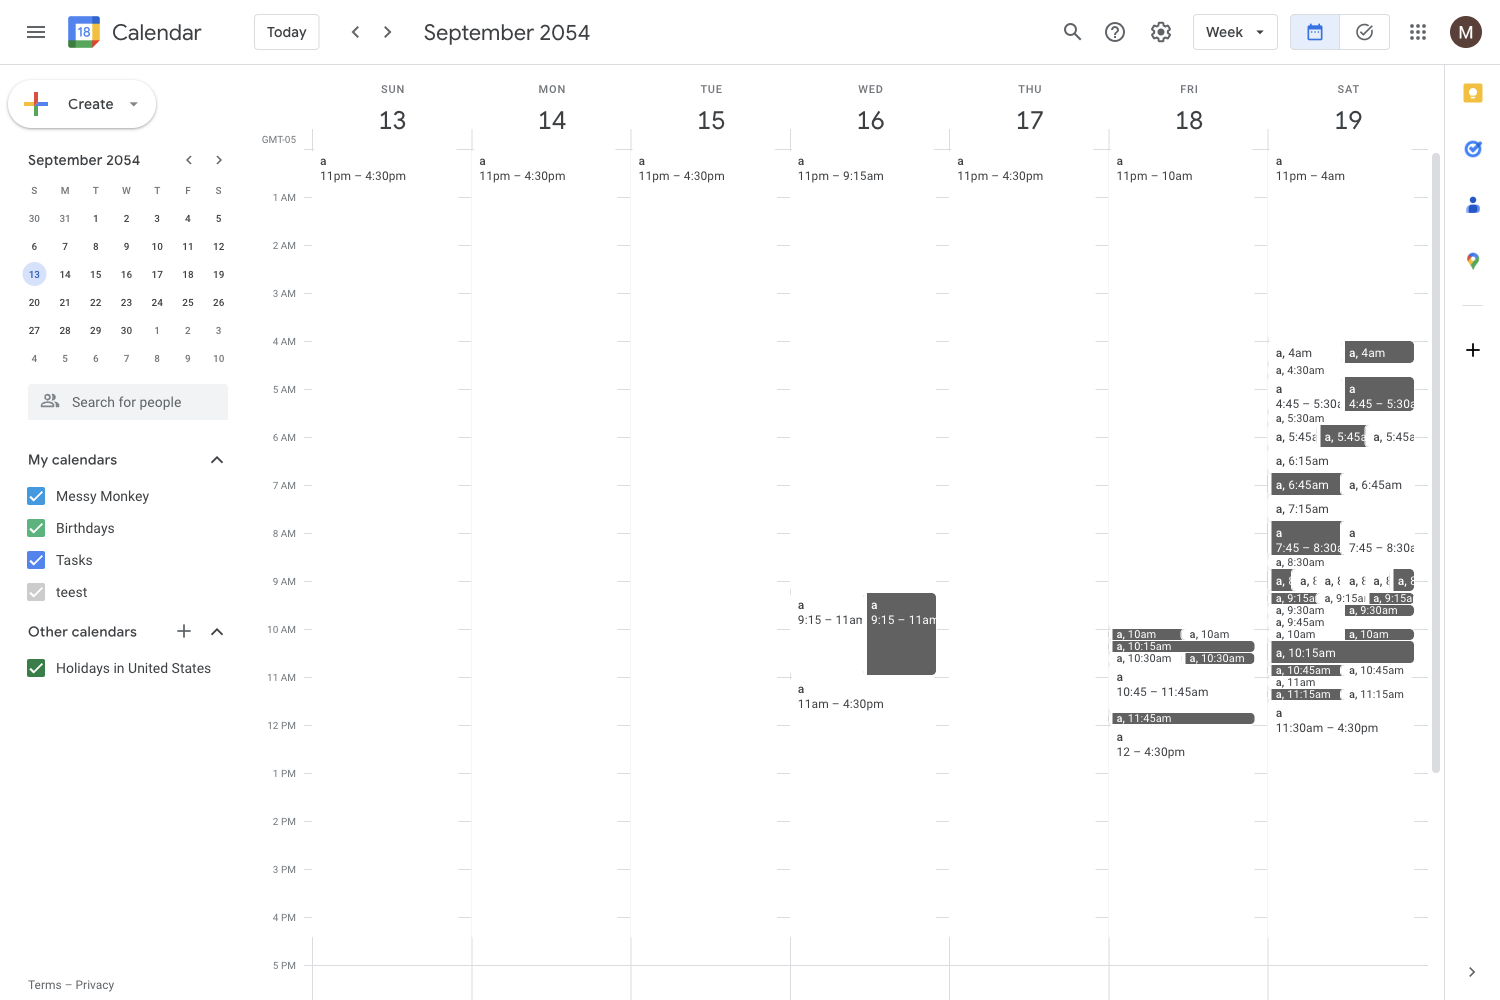 18 Calendar Today September 2054 Week M
Create
September 2054
S M T W T F S
30 31 1 2 3 4 5
6 7 8 9 10 11 12
13 14 15 16 17 18 19
20 21 22 23 24 25 26
27 28 29 30 1 2 3
4 5 6 7 8 9 10
Search for people
My calendars
Messy Monkey
Birthdays
Tasks
teest
Other calendars
Holidays in United States
Terms – Privacy
GMT-05
SUN MON TUE WED THU FRI SAT
13 14 15 16 17 18 19
1 AM
2 AM
3 AM
4 AM
5 AM
6 AM
7 AM
8 AM
9 AM
10 AM
11 AM
12 PM
1 PM
2 PM
3 PM
4 PM
5 PM
a
11pm – 4:30pm
a
11pm – 4:30pm
a
11pm – 4:30pm
a
11pm – 9:15am
a
9:15 – 11am
a
9:15 – 11am
a
11am – 4:30pm
a
11pm – 4:30pm
a
11pm – 10am
a, 10am
a, 10am
a, 10:15am
a, 10:30am
a, 10:30am
a
10:45 – 11:45am
a, 11:45am
a
12 – 4:30pm
a
11pm – 4am
a, 4am
a, 4am
a, 4:30am
a
4:45 – 5:30a
a
4:45 – 5:30a
a, 5:30am
a, 5:45a
a, 5:45a
a, 5:45a
a, 6:15am
a, 6:45am
a, 6:45am
a, 7:15am
a
7:45 – 8:30a
a
7:45 – 8:30a
a, 8:30am
a, 8
a, 8
a, 8
a, 8
a, 8
a, 8
a, 9:15a
a, 9:15a
a, 9:15a
a, 9:30am
a, 9:30am
a, 9:45am
a, 10am
a, 10am
a, 10:15am
a, 10:45am
a, 10:45am
a, 11am
a, 11:15am
a, 11:15am
a
11:30am – 4:30pm